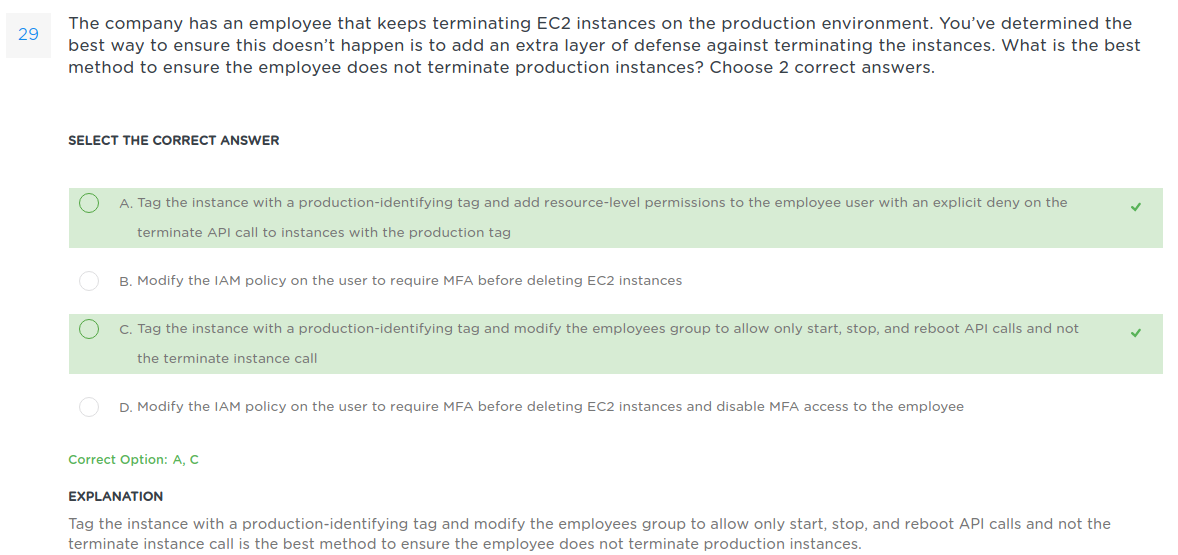 29
The company has an employee that keeps terminating EC2 instances on the production environment. You’ve determined the
best way to ensure this doesn’t happen is to add an extra layer of defense against terminating the instances. What is the best
method to ensure the employee does not terminate production instances? Choose 2 correct answers.
SELECT THE CORRECT ANSWER
A. Tag the instance with a production-identifying tag and add resource-level permissions to the employee user with an explicit deny on the
terminate API call to instances with the production tag
B. Modify the IAM policy on the user to require MFA before deleting EC2 instances
C. Tag the instance with a production-identifying tag and modify the employees group to allow only start, stop, and reboot API calls and not
the terminate instance call
D. Modify the IAM policy on the user to require MFA before deleting EC2 instances and disable MFA access to the employee
Correct Option: A, C
EXPLANATION
Tag the instance with a production-identifying tag and modify the employees group to allow only start, stop, and reboot API calls and not the
terminate instance call is the best method to ensure the employee does not terminate production instances.